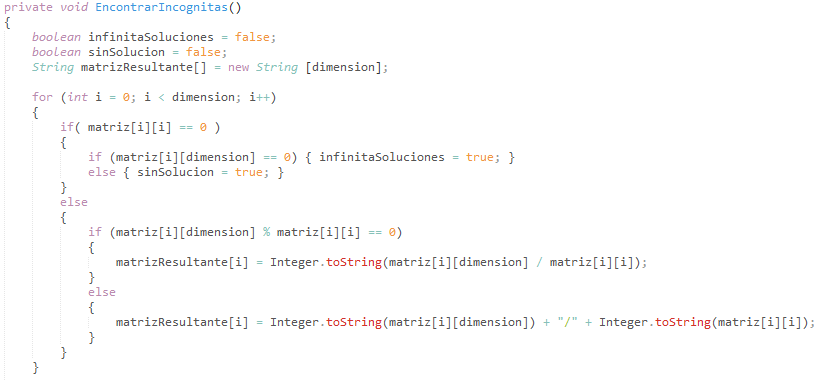 private void EncontrarIncognitas()
{
boolean infinitaSoluciones = false;
boolean sinSolucion = false;
String matrizResultante[] = new String [dimension];
for (int i = 0; i < dimension; i++)
{
if( matriz[i][i] == 0 )
{
if (matriz[i][dimension] == 0) { infinitaSoluciones = true; }
else { sinSolucion = true; }
}
else
{
if (matriz[i][dimension] % matriz[i][i] == 0)
{
matrizResultante[i] = Integer.toString(matriz[i][dimension] / matriz[i][i]);
}
else
{
matrizResultante[i] = Integer.toString(matriz[i][dimension]) + "/" + Integer.toString(matriz[i][i]);
}
}
}